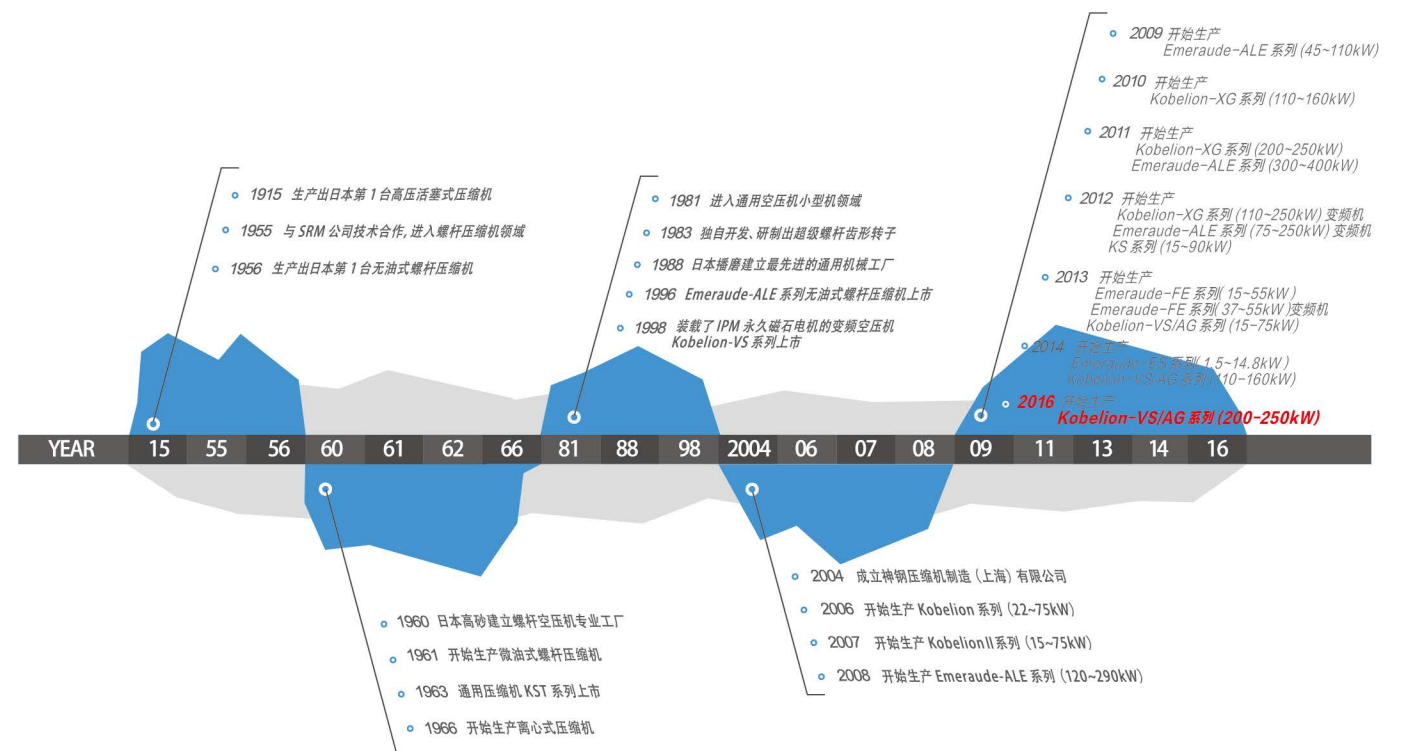 2009 开始生产
Emeraude-ALE 系列 (45~110kW)
2010 开始生产
Kobelion-XG 系列 (110~160kW)
2011 开始生产
Kobelion-XG 系列 (200~250kW)
Emeraude-ALE 系列 (300~400kW)
2012 开始生产
Kobelion-XG 系列 (110~250kW) 变频机
Emeraude-ALE 系列 (75~250kW) 变频机
KS 系列 (15~90kW)
2013 开始生产
Emeraude-FE 系列( 15~55kW )
Emeraude-FE 系列( 37~55kW )变频机
Kobelion-VS/AG 系列 (15-75kW)
2014 开始生产
Emeraude-ES 系列( 1.5~14.8kW )
Kobelion-VS/AG 系列 (110-160kW)
2016 开始生产
Kobelion-VS/AG 系列 (200-250kW)
1915 生产出日本第 1 台高压活塞式压缩机
1955 与 SRM 公司技术合作, 进入螺杆压缩机领域
1956 生产出日本第 1 台无油式螺杆压缩机
1981 进入通用空压机小型机领域
1983 独自开发、研制出超级螺杆齿形转子
1988 日本播磨建立最先进的通用机械工厂
1996 Emeraude-ALE 系列无油式螺杆压缩机上市
1998 装载了 IPM 永久磁石电机的变频空压机
Kobelion-VS 系列上市
YEAR 15 55 56 60 61 62 66 81 88 98 2004 06 07 08 09 11 13 14 16
1960 日本高砂建立螺杆空压机专业工厂
1961 开始生产微油式螺杆压缩机
1963 通用压缩机 KST 系列上市
1966 开始生产离心式压缩机
2004 成立神钢压缩机制造（上海）有限公司
2006 开始生产 Kobelion 系列 (22~75kW)
2007 开始生产 KobelionⅡ系列 (15~75kW)
2008 开始生产 Emeraude-ALE 系列 (120~290kW)